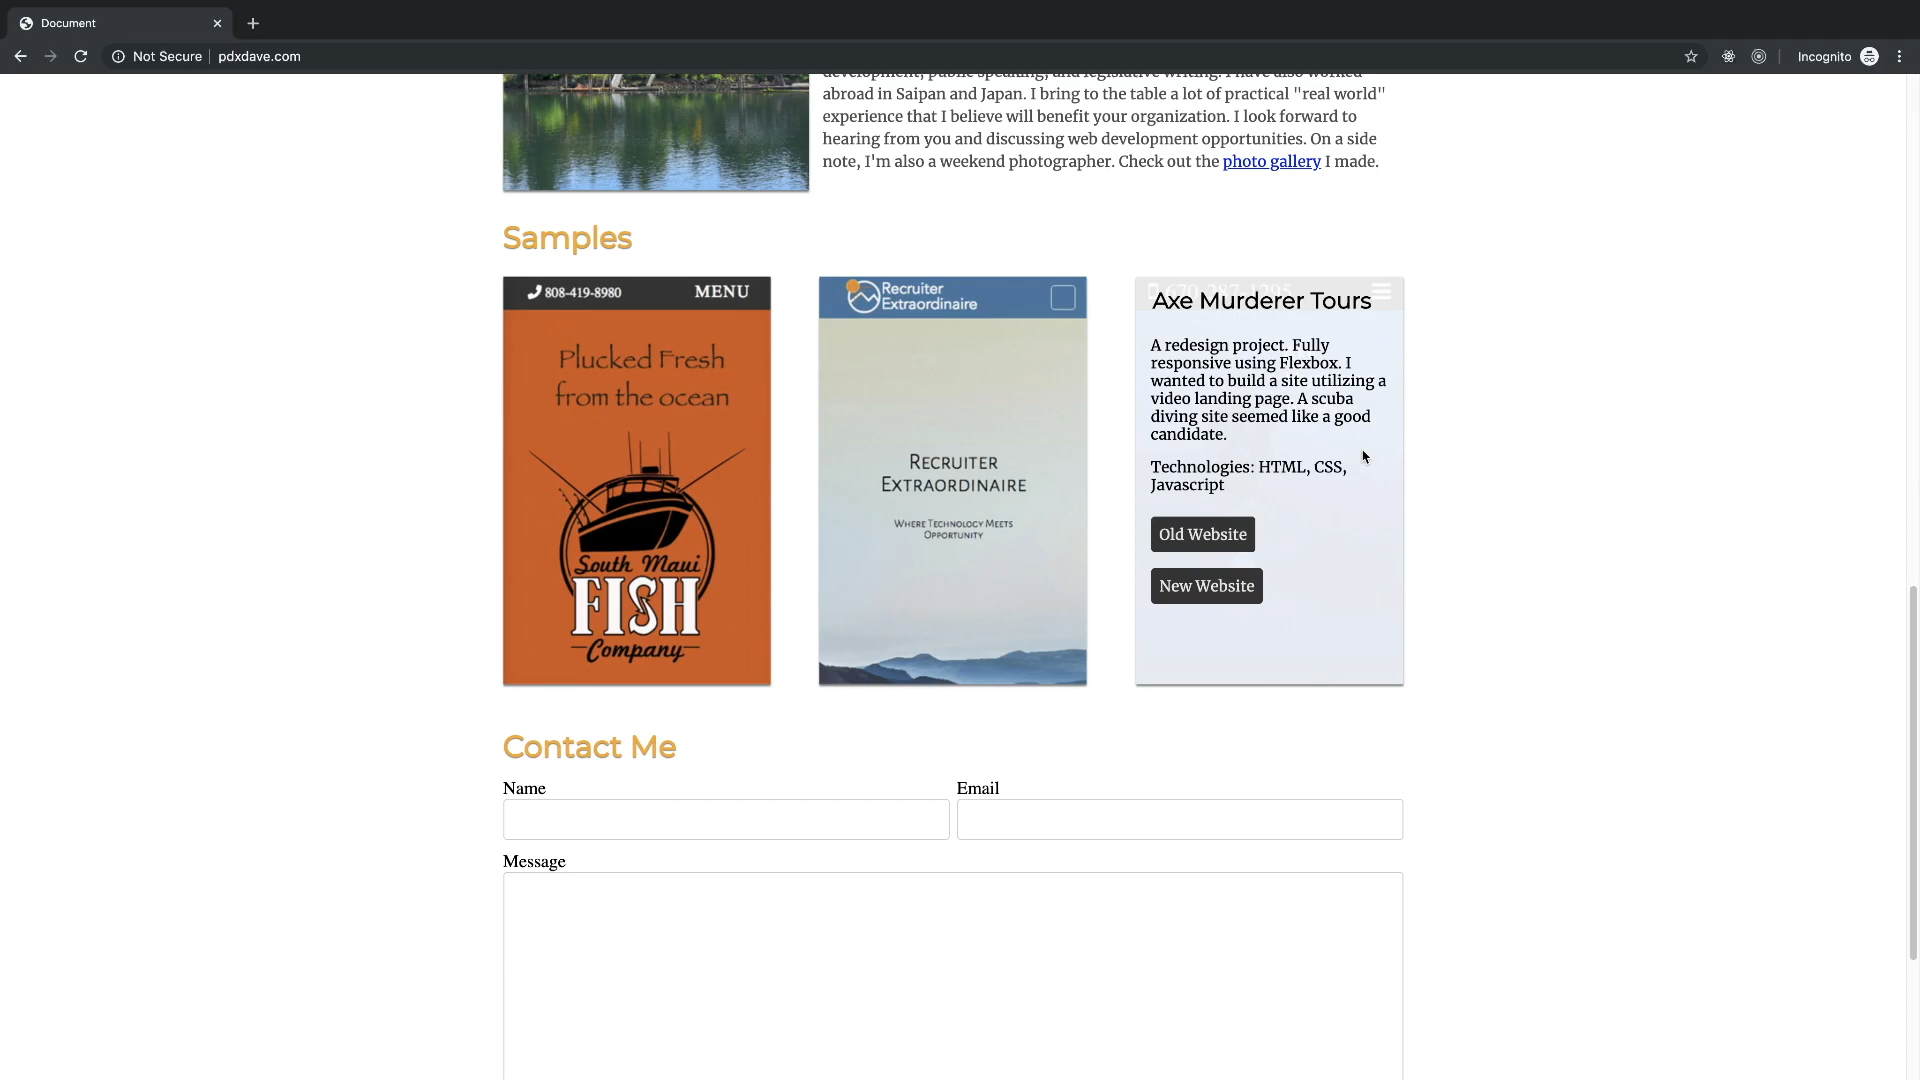 Document
Not Secure
pdxdave.com
Incognito
abroad in Saipan and Japan. I bring to the table a lot of practical "real world"
experience that I believe will benefit your organization. I look forward to
hearing from you and discussing web development opportunities. On a side
note, I'm also a weekend photographer. Check out the photo gallery I made.
Samples
808-419-8980 MENU
Plucked Fresh
from the ocean
South Maui
FISH
Company
Recruiter
Extraordinaire
RECRUITER
EXTRAORDINAIRE
WHERE TECHNOLOGY MEETS
OPPORTUNITY
Axe Murderer Tours
A redesign project. Fully
responsive using Flexbox. I
wanted to build a site utilizing a
video landing page. A scuba
diving site seemed like a good
candidate.
Technologies: HTML, CSS,
Javascript
Old Website
New Website
Contact Me
Name
Email
Message